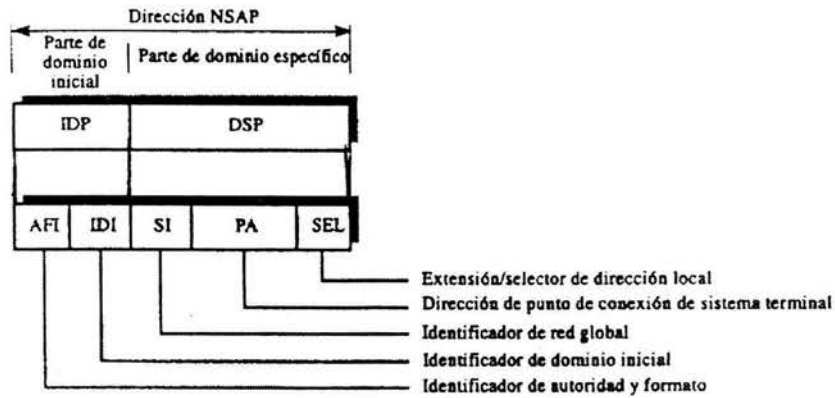 Dirección NSAP
Parte de
dominio
inicial
Parte de dominio específico
IDP
DSP
AFI
IDI
SI
PA
SEL
Extensión/selector de dirección local
Dirección de punto de conexión de sistema terminal
Identificador de red global
Identificador de dominio inicial
Identificador de autoridad y formato